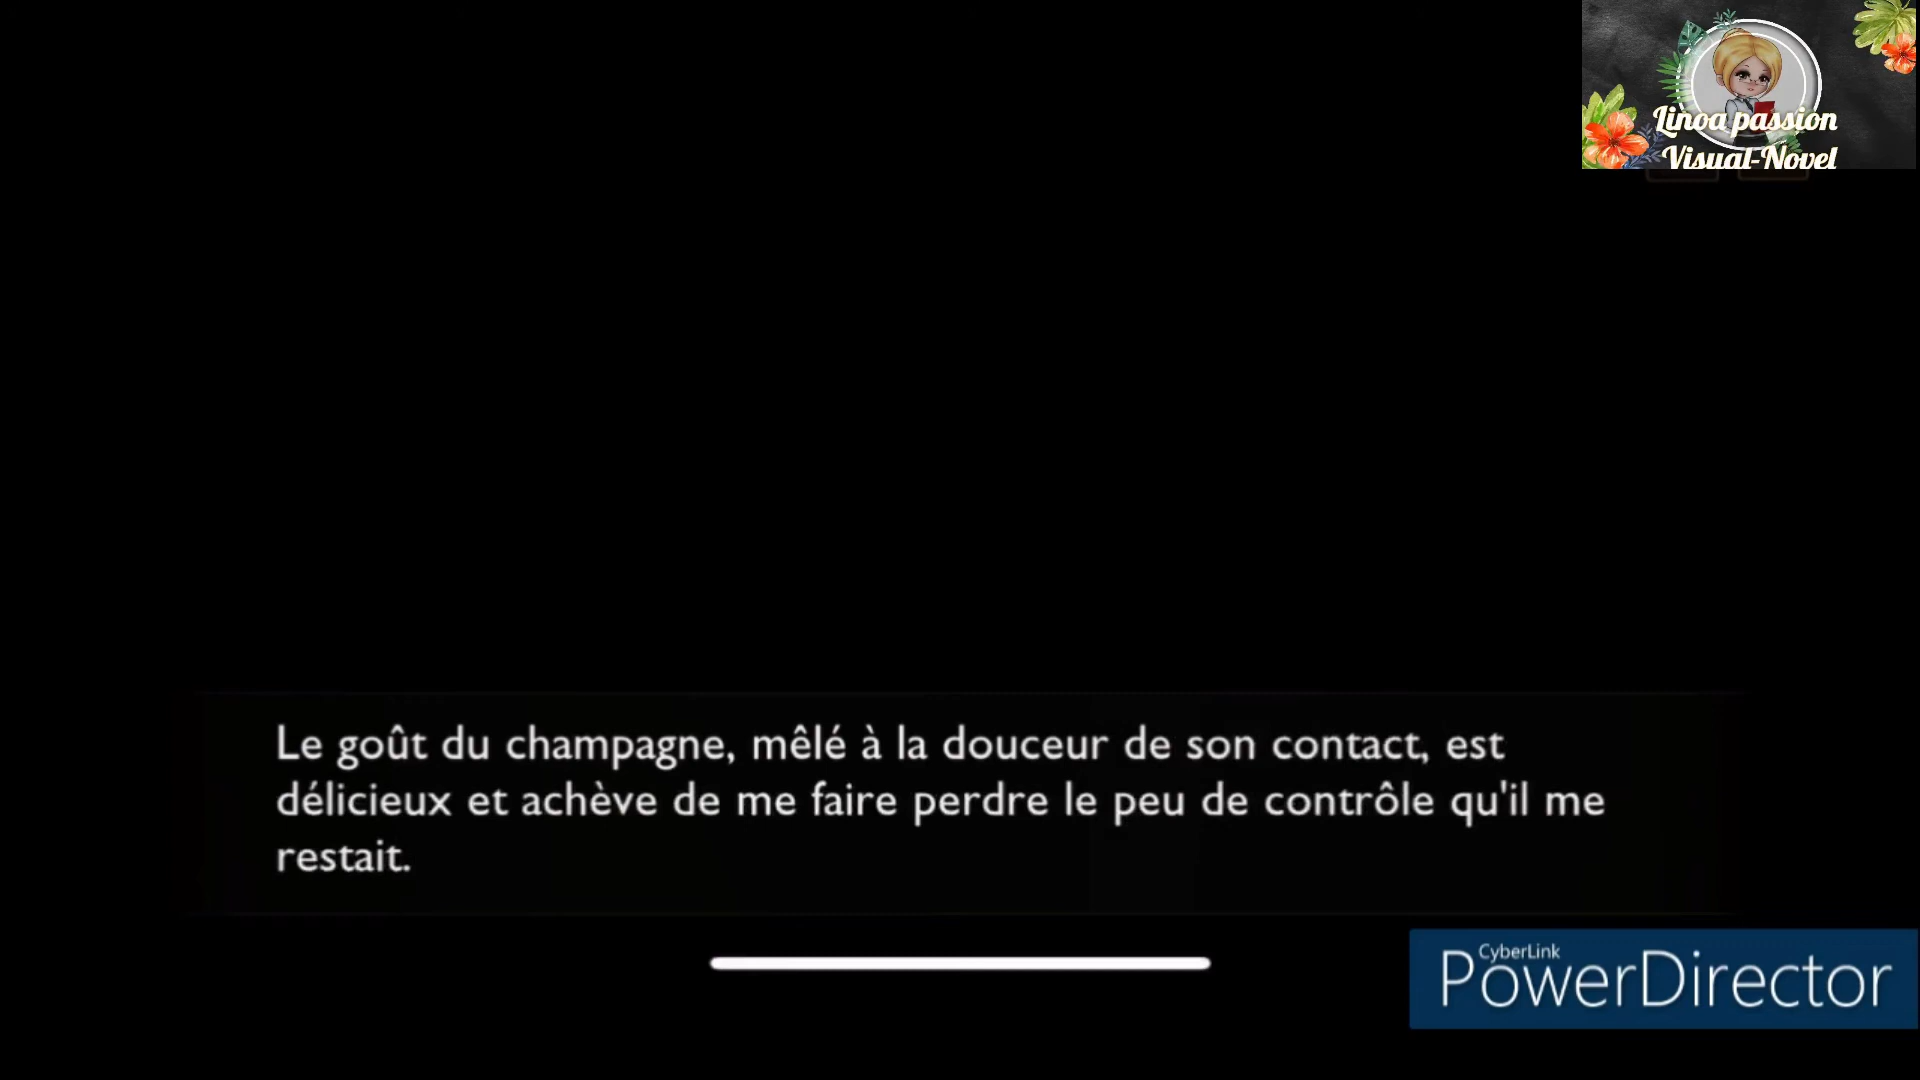 Linoa passion
Visual-Novel
Le goût du champagne, mêlé à la douceur de son contact, est
délicieux et achève de me faire perdre le peu de contrôle qu'il me
restait.
CyberLink
PowerDirector